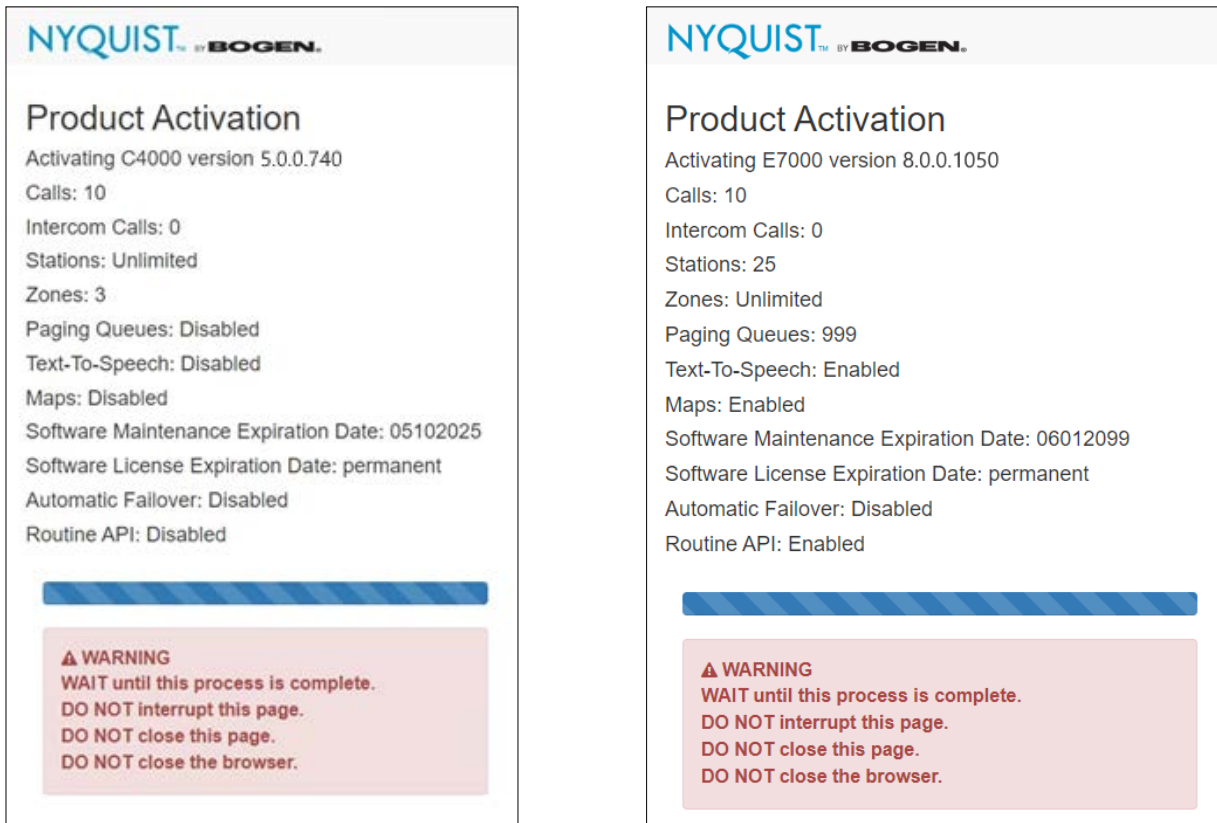 NYQUIST™ BY BOGEN®
Product Activation
Activating C4000 version 5.0.0.740
Calls: 10
Intercom Calls: 0
Stations: Unlimited
Zones: 3
Paging Queues: Disabled
Text-To-Speech: Disabled
Maps: Disabled
Software Maintenance Expiration Date: 05102025
Software License Expiration Date: permanent
Automatic Failover: Disabled
Routine API: Disabled
WARNING
WAIT until this process is complete.
DO NOT interrupt this page.
DO NOT close this page.
DO NOT close the browser.
NYQUIST™ BY BOGEN®
Product Activation
Activating E7000 version 8.0.0.1050
Calls: 10
Intercom Calls: 0
Stations: 25
Zones: Unlimited
Paging Queues: 999
Text-To-Speech: Enabled
Maps: Enabled
Software Maintenance Expiration Date: 06012099
Software License Expiration Date: permanent
Automatic Failover: Disabled
Routine API: Enabled
WARNING
WAIT until this process is complete.
DO NOT interrupt this page.
DO NOT close this page.
DO NOT close the browser.